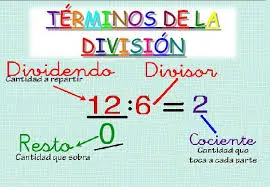 TÉRMINOS DE LA
DIVISIÓN
Dividendo Divisor
Cantidad a repartir
12 : 6 = 2
0
Resto
Cantidad que sobra
Cociente
Cantidad que
toca a cada parte